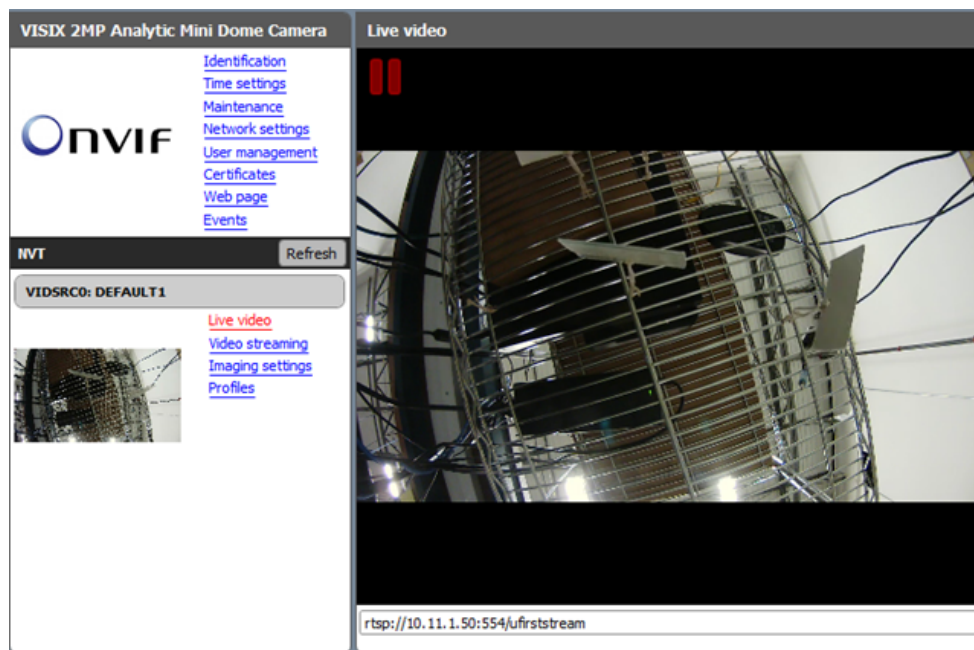 VISIX 2MP Analytic Mini Dome Camera
ONVIF
Identification
Time settings
Maintenance
Network settings
User management
Certificates
Web page
Events
NVT
Refresh
VIDSRC0: DEFAULT1
Live video
Video streaming
Imaging settings
Profiles
Live video
rtsp://10.11.1.50:554/ufirststream